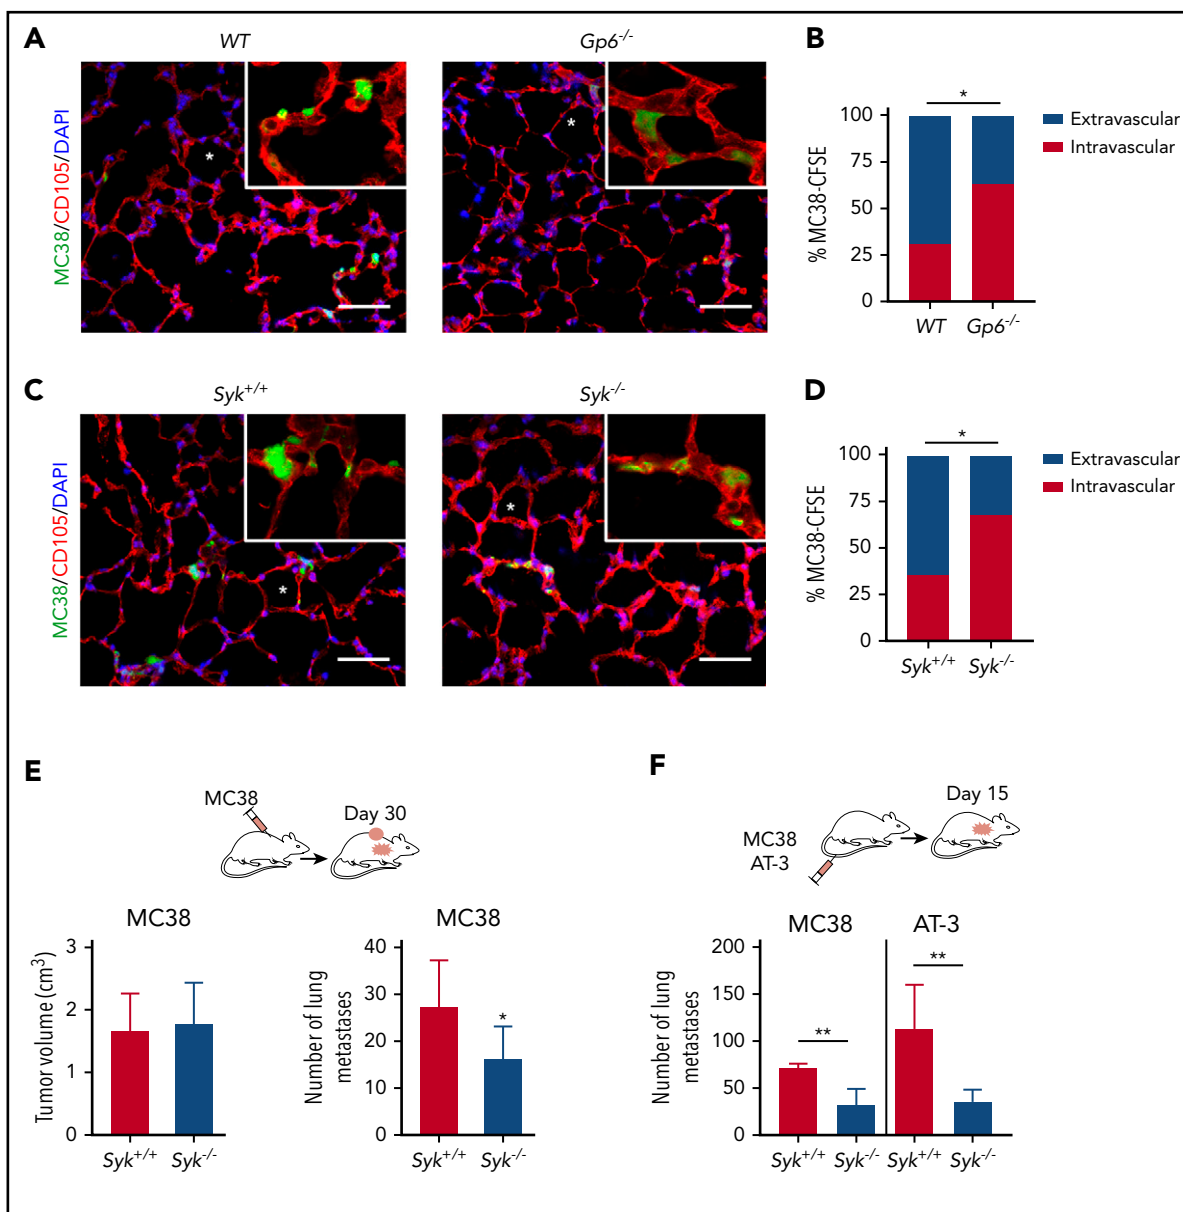 A
WT
Gp6-/-
MC38/CD105/DAPI
*
*
B
*
100
75
50
25
0
% MC38-CFSE
WT
Gp6-/-
Extravascular
Intravascular
C
Syk+/+
Syk-/-
MC38/CD105/DAPI
*
*
D
*
100
75
50
25
0
% MC38-CFSE
Syk+/+
Syk-/-
Extravascular
Intravascular
E
MC38
Day 30
MC38
3
2
1
0
Tumor volume (cm3)
Syk+/+
Syk-/-
MC38
40
30
20
10
0
Number of lung
metastases
*
Syk+/+
Syk-/-
F
MC38
AT-3
Day 15
MC38
AT-3
200
150
100
50
0
Number of lung
metastases
**
**
Syk+/+
Syk-/-
Syk+/+
Syk-/-